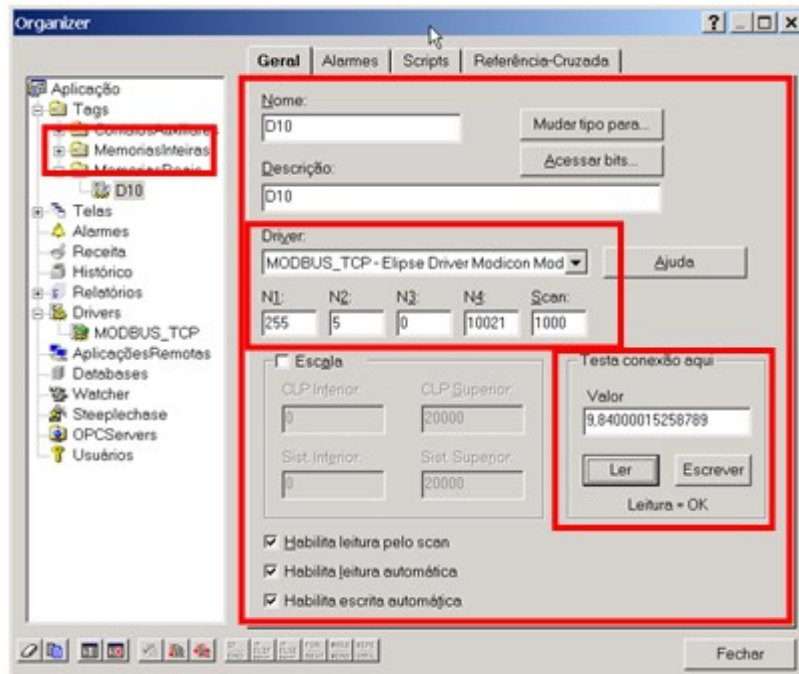 Organizer
Aplicação
Tags
ContatosAuxiliares
MemoriasInteiras
MemoriasReais
D10
Telas
Alarmes
Receita
Histórico
Relatórios
Drivers
MODBUS_TCP
AplicaçõesRemotas
Databases
Watcher
Steeplechase
OPCServers
Usuários
Geral Alarmes Scripts Referência-Cruzada
Nome:
D10
Mudar tipo para...
Acessar bits...
Descrição:
D10
Driver:
MODBUS_TCP - Elipse Driver Modicon Mod
Ajuda
N1: N2: N3: N4: Scan:
255 5 0 10021 1000
Escala
CLP Inferior: CLP Superior:
0 20000
Sist. Inferior: Sist. Superior:
0 20000
Testa conexão aqui
Valor
9,84000015258789
Ler Escrever
Leitura = OK
Habilita leitura pelo scan
Habilita leitura automática
Habilita escrita automática
Fechar